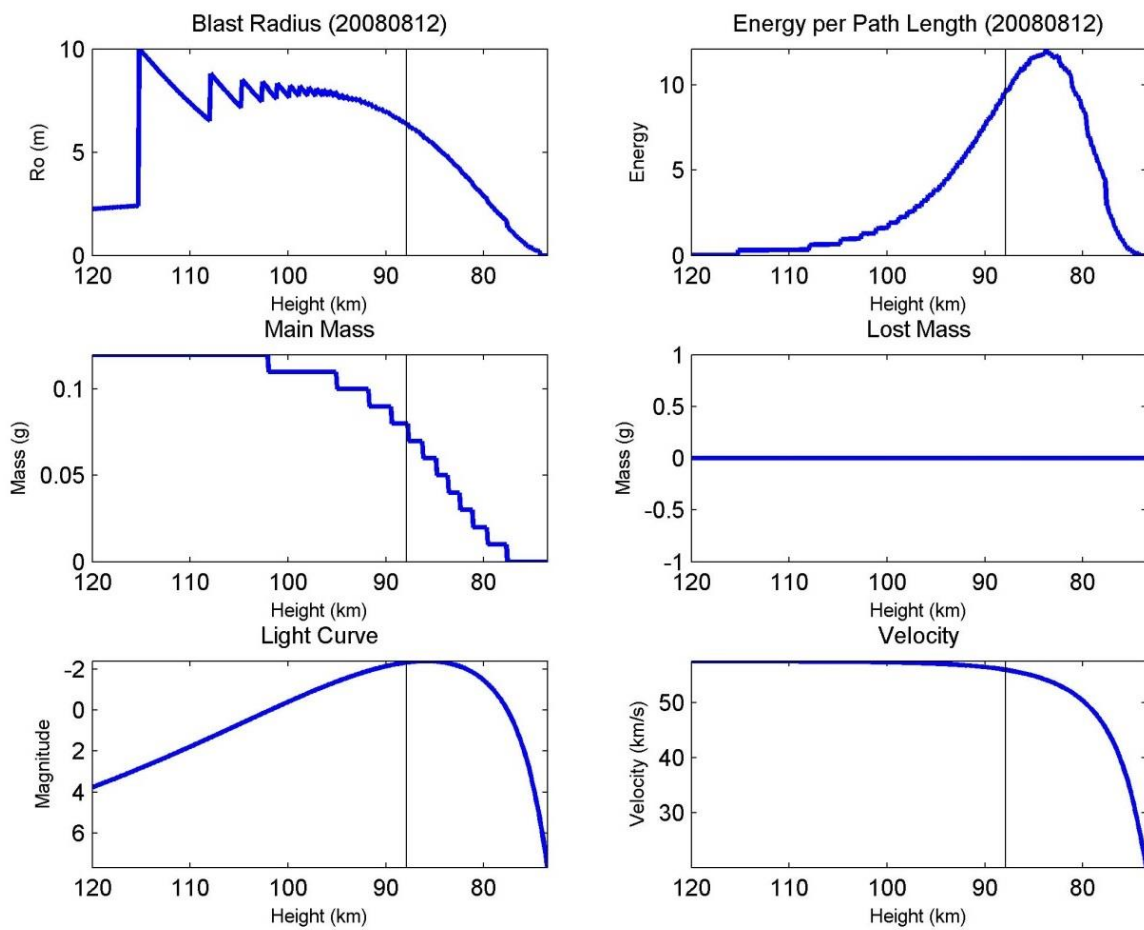 Blast Radius (20080812)
10
5
0
Ro (m)
120 110 100 90 80
Height (km)
Energy per Path Length (20080812)
10
5
0
Energy
120 110 100 90 80
Height (km)
Main Mass
0.1
0.05
0
Mass (g)
120 110 100 90 80
Height (km)
Lost Mass
1
0.5
0
-0.5
-1
Mass (g)
120 110 100 90 80
Height (km)
Light Curve
-2
0
2
4
6
Magnitude
120 110 100 90 80
Height (km)
Velocity
50
40
30
Velocity (km/s)
120 110 100 90 80
Height (km)